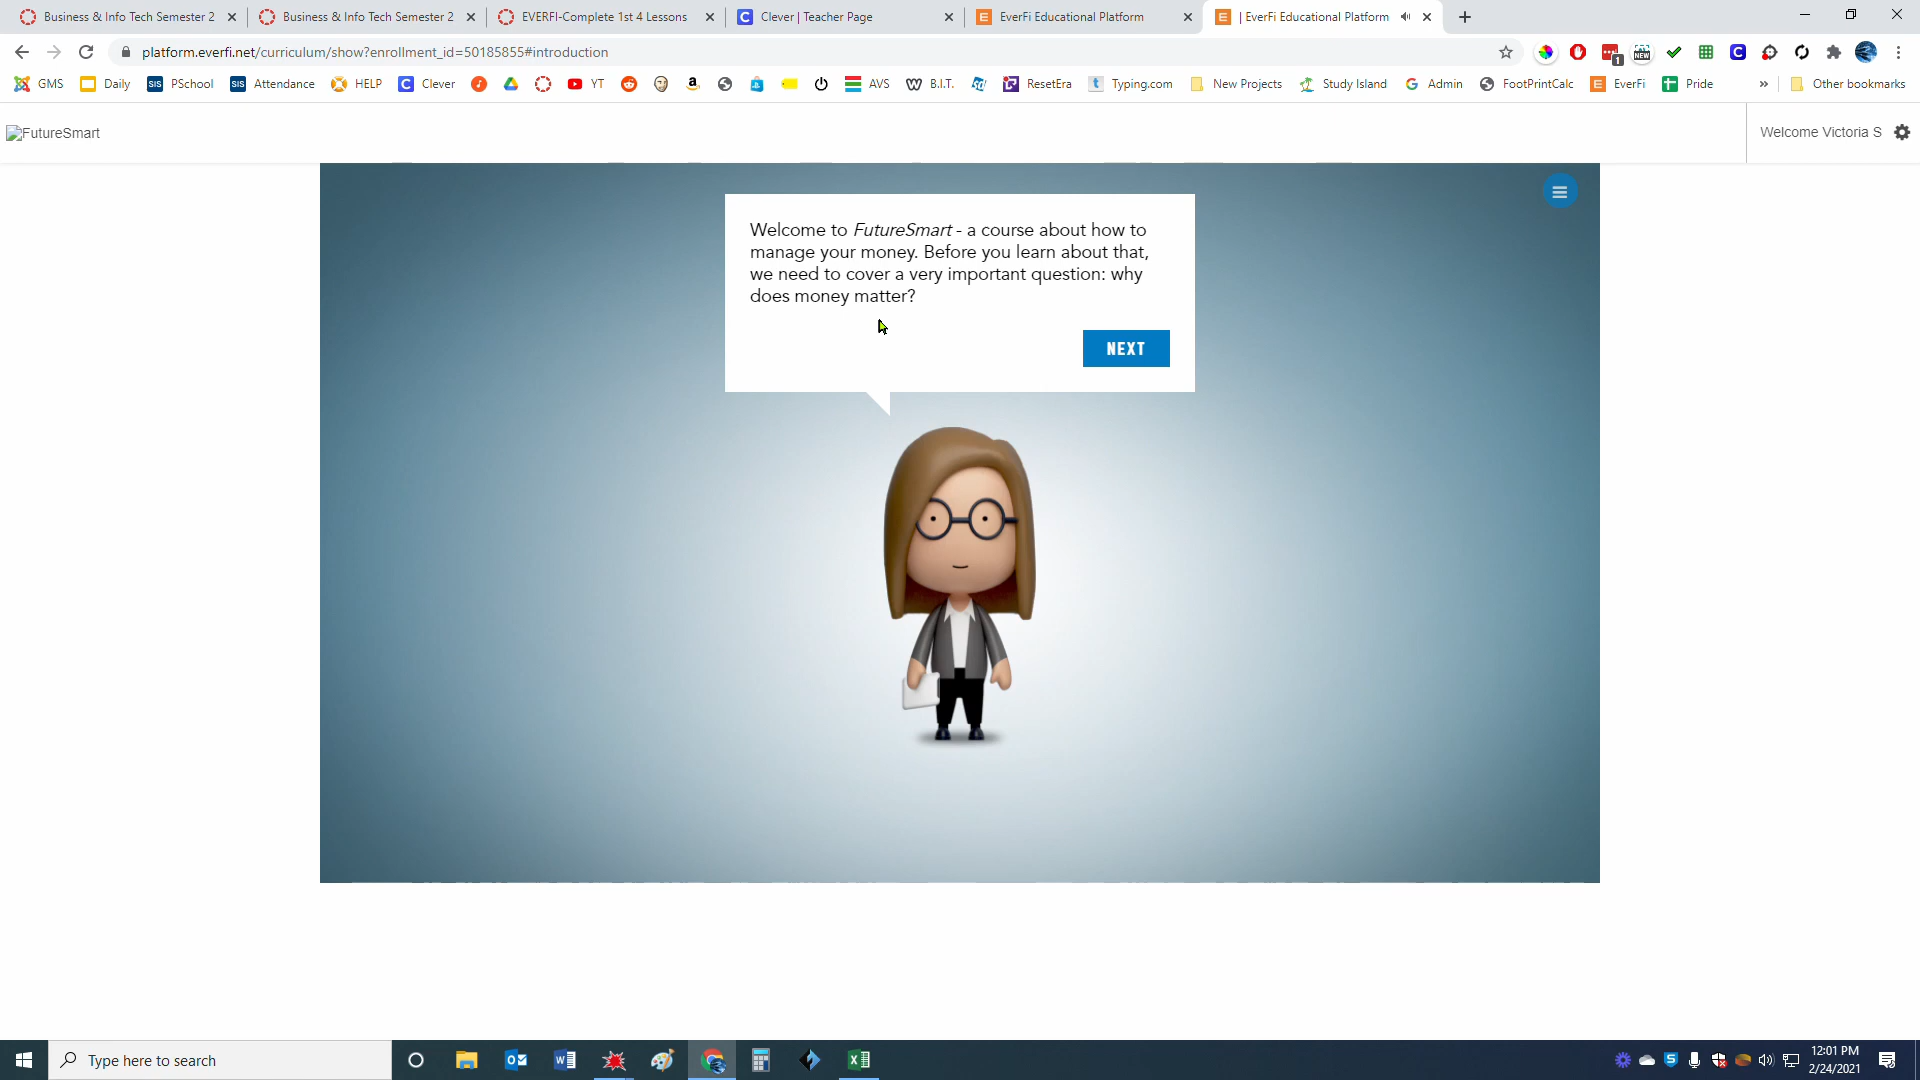 Business & Info Tech Semester 2
Business & Info Tech Semester 2
EVERFI-Complete 1st 4 Lessons
Clever | Teacher Page
EverFi Educational Platform
| EverFi Educational Platform
platform.everfi.net/curriculum/show?enrollment_id=50185855#introduction
GMS
Daily
PSchool
Attendance
HELP
Clever
YT
AVS
B.I.T.
ResetEra
Typing.com
New Projects
Study Island
Admin
FootPrintCalc
EverFi
Pride
»
Other bookmarks
FutureSmart
Welcome Victoria S
Welcome to FutureSmart - a course about how to
manage your money. Before you learn about that,
we need to cover a very important question: why
does money matter?
NEXT
Type here to search
12:01 PM
2/24/2021